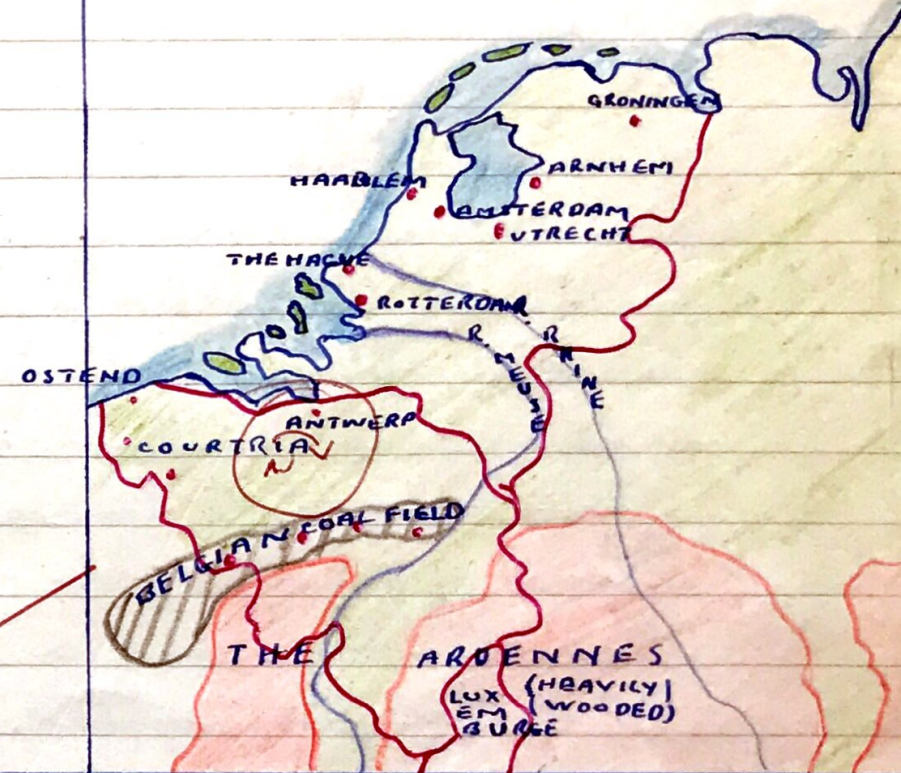 GRONINGEN
ARNHEM
HAARLEM
AMSTERDAM
UTRECHT
THE HAGUE
ROTTERDAM
R. RHINE
R. MEUSE
OSTEND
ANTWERP
COURTRIA
BELGIAN COAL FIELD
THE ARDENNES
(HEAVILY)
(WOODED)
LUX
EM
BURGE